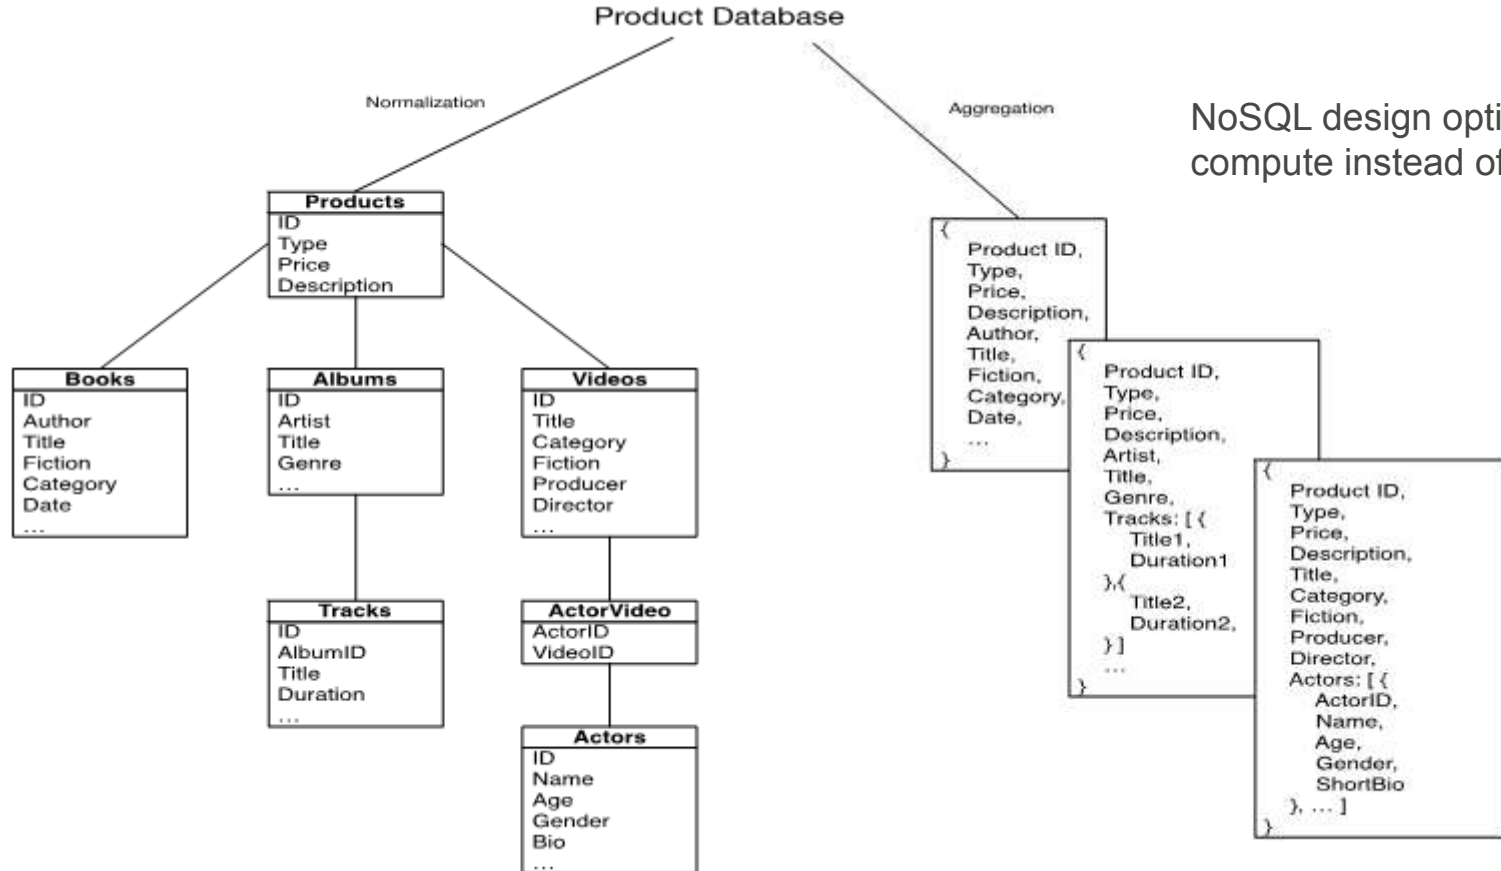 Product Database
Normalization
Aggregation
NoSQL design opti
compute instead of
Products
ID
Type
Price
Description
Books
ID
Author
Title
Fiction
Category
Date
...
Albums
ID
Artist
Title
Genre
...
Videos
ID
Title
Category
Fiction
Producer
Director
...
Tracks
ID
AlbumID
Title
Duration
...
ActorVideo
ActorID
VideoID
Actors
ID
Name
Age
Gender
Bio
...
{
Product ID,
Type,
Price,
Description,
Author,
Title,
Fiction,
Category,
Date,
...
}
{
Product ID,
Type,
Price,
Description,
Artist,
Title,
Genre,
Tracks: [ {
Title1,
Duration1
},{
Title2,
Duration2,
} ]
...
}
{
Product ID,
Type,
Price,
Description,
Title,
Category,
Fiction,
Producer,
Director,
Actors: [ {
ActorID,
Name,
Age,
Gender,
ShortBio
}, ... ]
}